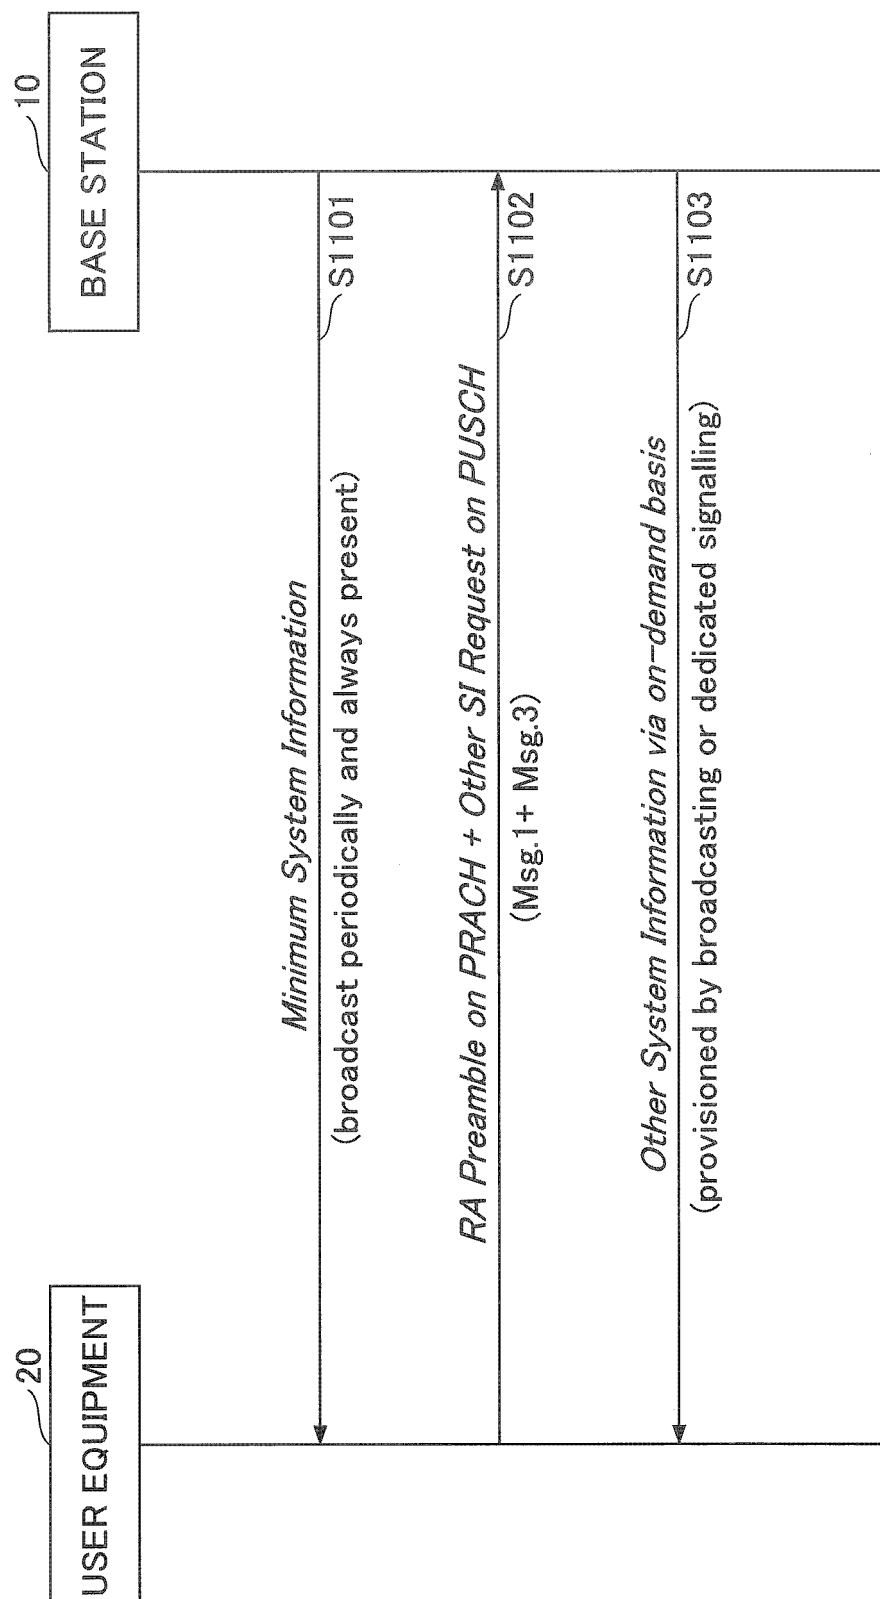 20
USER EQUIPMENT
10
BASE STATION
Minimum System Information
(broadcast periodically and always present)
S1101
RA Preamble on PRACH + Other SI Request on PUSCH
(Msg.1+ Msg.3)
S1102
Other System Information via on-demand basis
(provisioned by broadcasting or dedicated signalling)
S1103